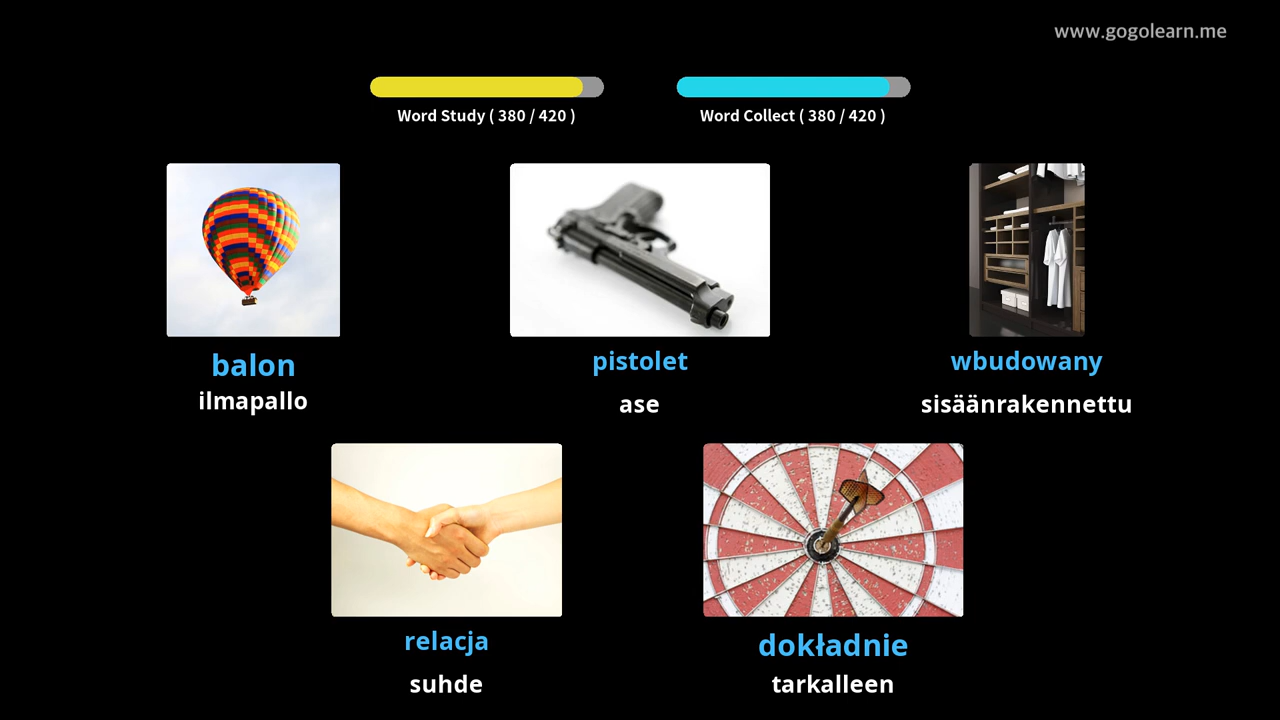 www.gogolearn.me
Word Study ( 380 / 420 )
Word Collect ( 380 / 420 )
balon
ilmapallo
pistolet
ase
wbudowany
sisäänrakennettu
relacja
suhde
dokładnie
tarkalleen